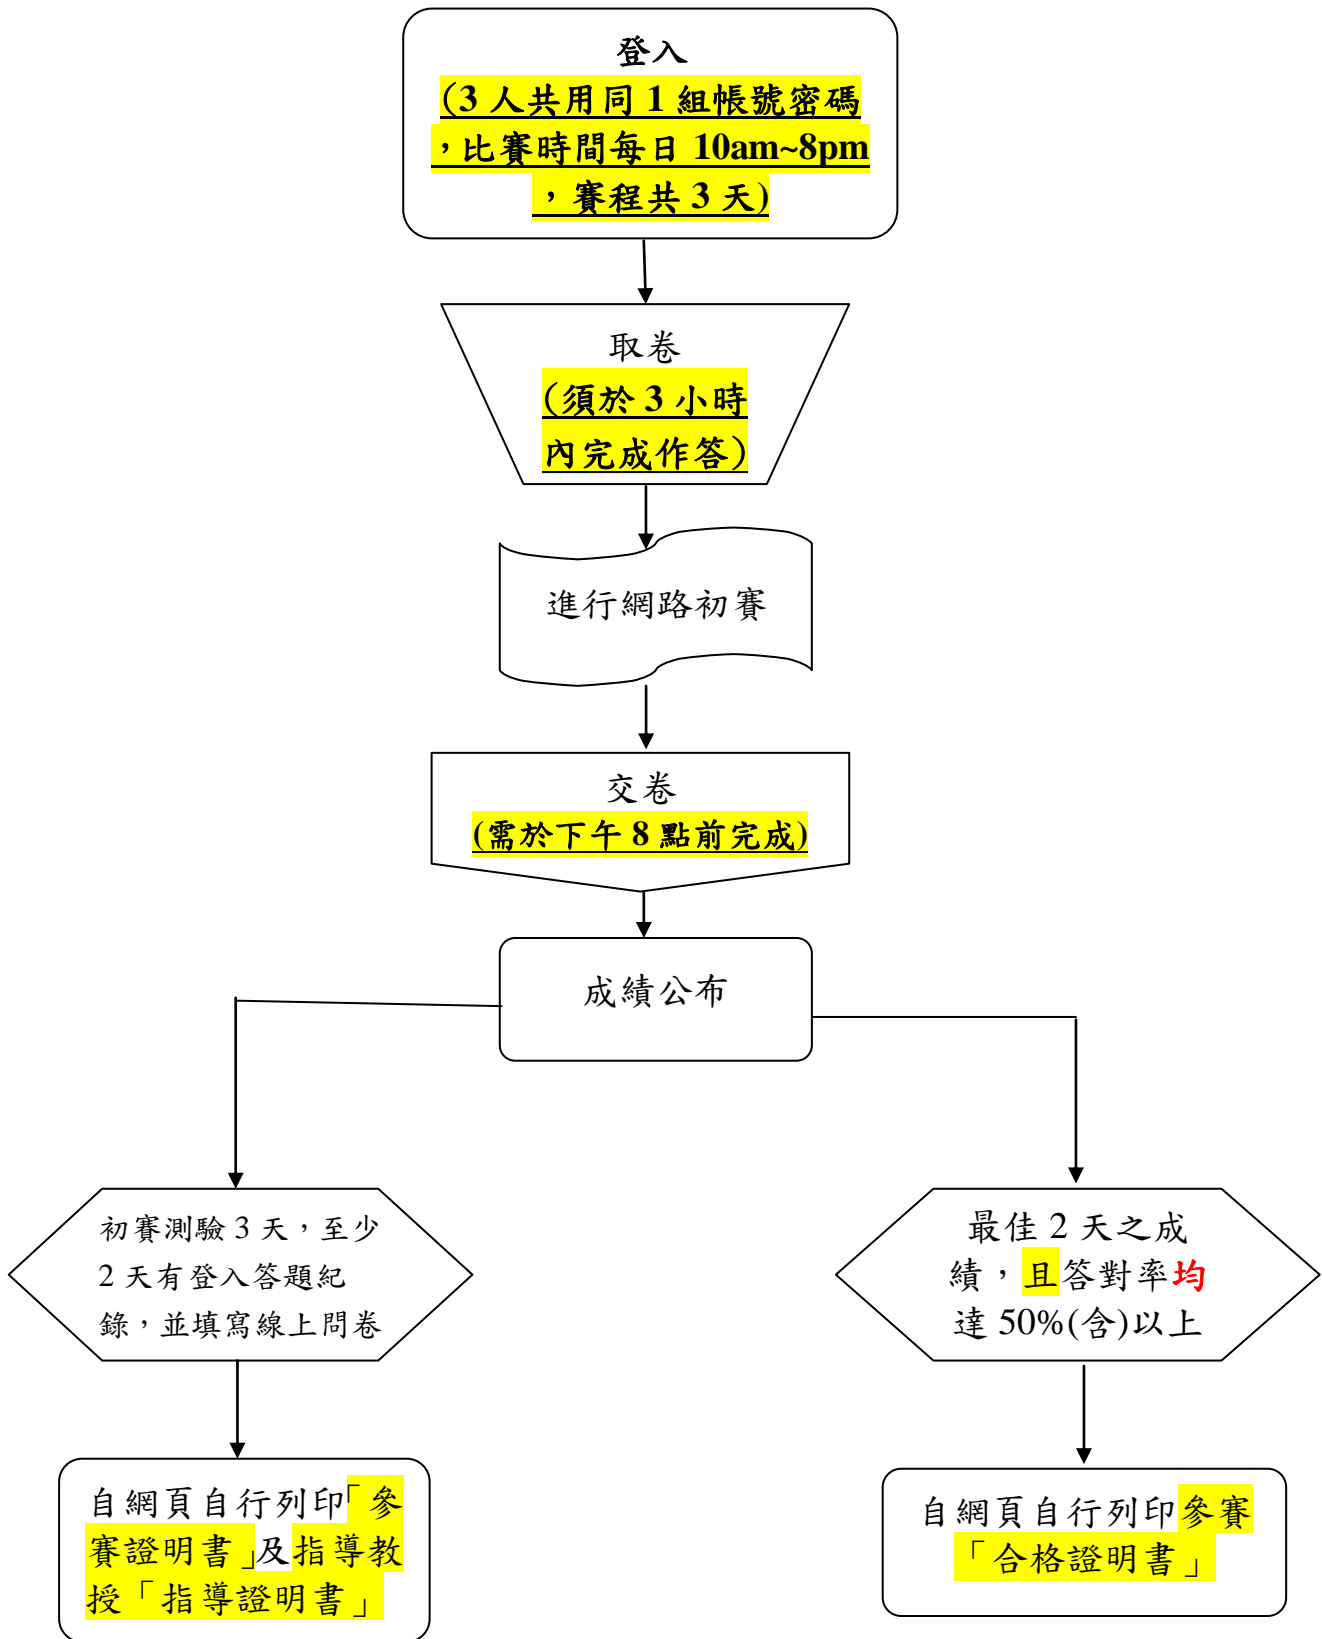 登入
(3 人共用同 1 組帳號密碼
，比賽時間每日 10am~8pm
，賽程共 3 天)
取卷
(須於 3 小時
內完成作答)
進行網路初賽
交卷
(需於下午 8 點前完成)
成績公布
初賽測驗 3 天，至少
2 天有登入答題紀
錄，並填寫線上問卷
最佳 2 天之成
績，且答對率均
達 50%(含)以上
自網頁自行列印「參
賽證明書」及指導教
授「指導證明書」
自網頁自行列印參賽
「合格證明書」